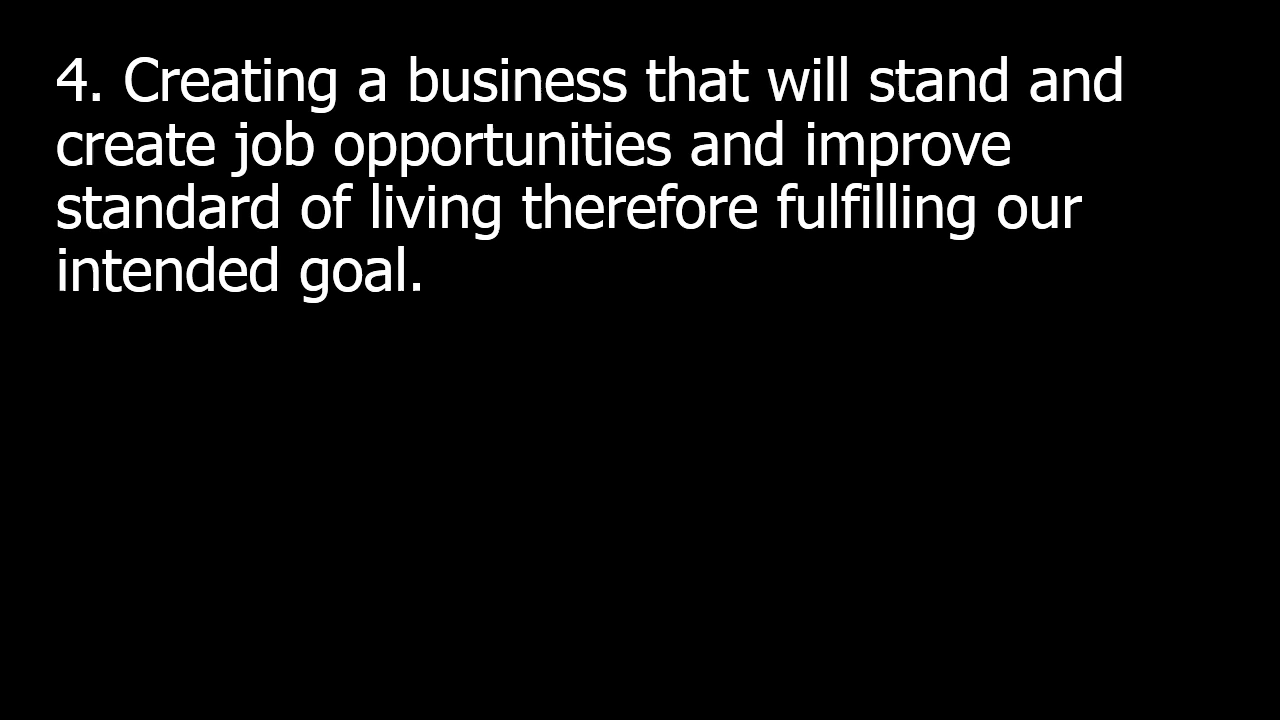 4. Creating a business that will stand and
create job opportunities and improve
standard of living therefore fulfilling our
intended goal.